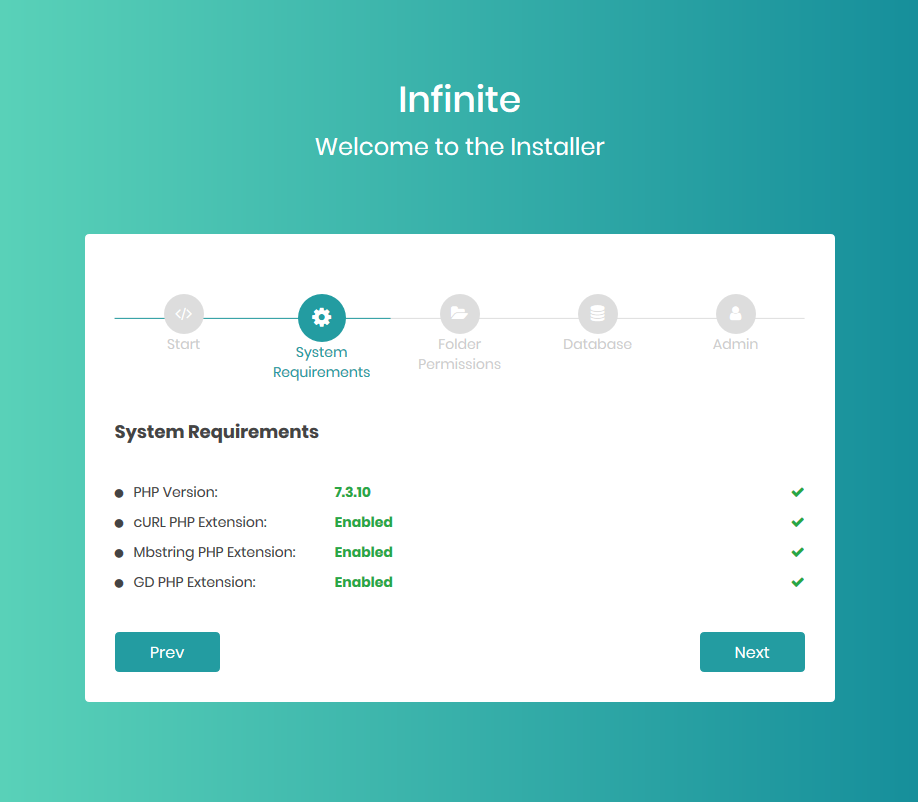 Infinite
Welcome to the Installer
Start
System
Requirements
Folder
Permissions
Database
Admin
System Requirements
PHP Version: 7.3.10
cURL PHP Extension: Enabled
Mbstring PHP Extension: Enabled
GD PHP Extension: Enabled
Prev
Next